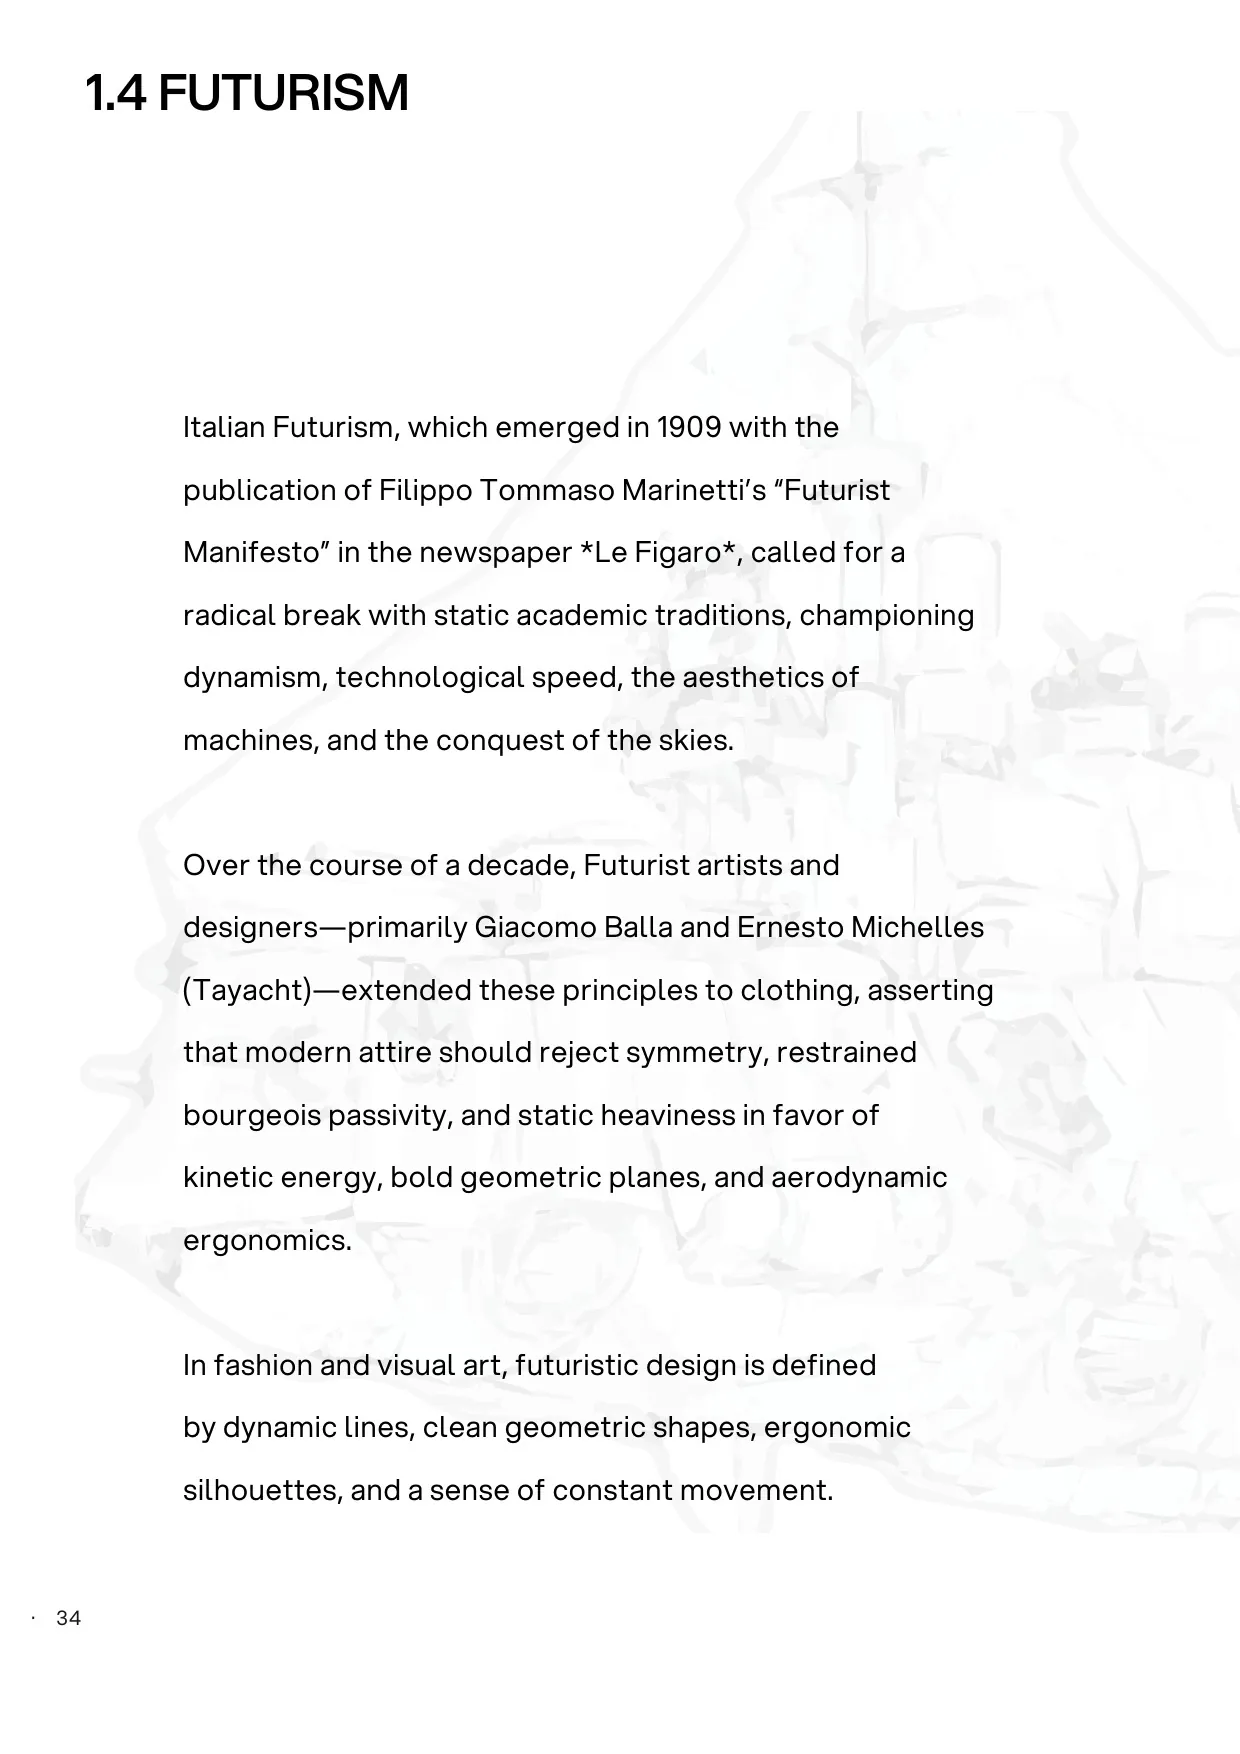 1.4 FUTURISM
Italian Futurism, which emerged in 1909 with the
publication of Filippo Tommaso Marinetti’s “Futurist
Manifesto” in the newspaper *Le Figaro*, called for a
radical break with static academic traditions, championing
dynamism, technological speed, the aesthetics of
machines, and the conquest of the skies.
Over the course of a decade, Futurist artists and
designers—primarily Giacomo Balla and Ernesto Michelles
(Tayacht)—extended these principles to clothing, asserting
that modern attire should reject symmetry, restrained
bourgeois passivity, and static heaviness in favor of
kinetic energy, bold geometric planes, and aerodynamic
ergonomics.
In fashion and visual art, futuristic design is defined
by dynamic lines, clean geometric shapes, ergonomic
silhouettes, and a sense of constant movement.
· 34